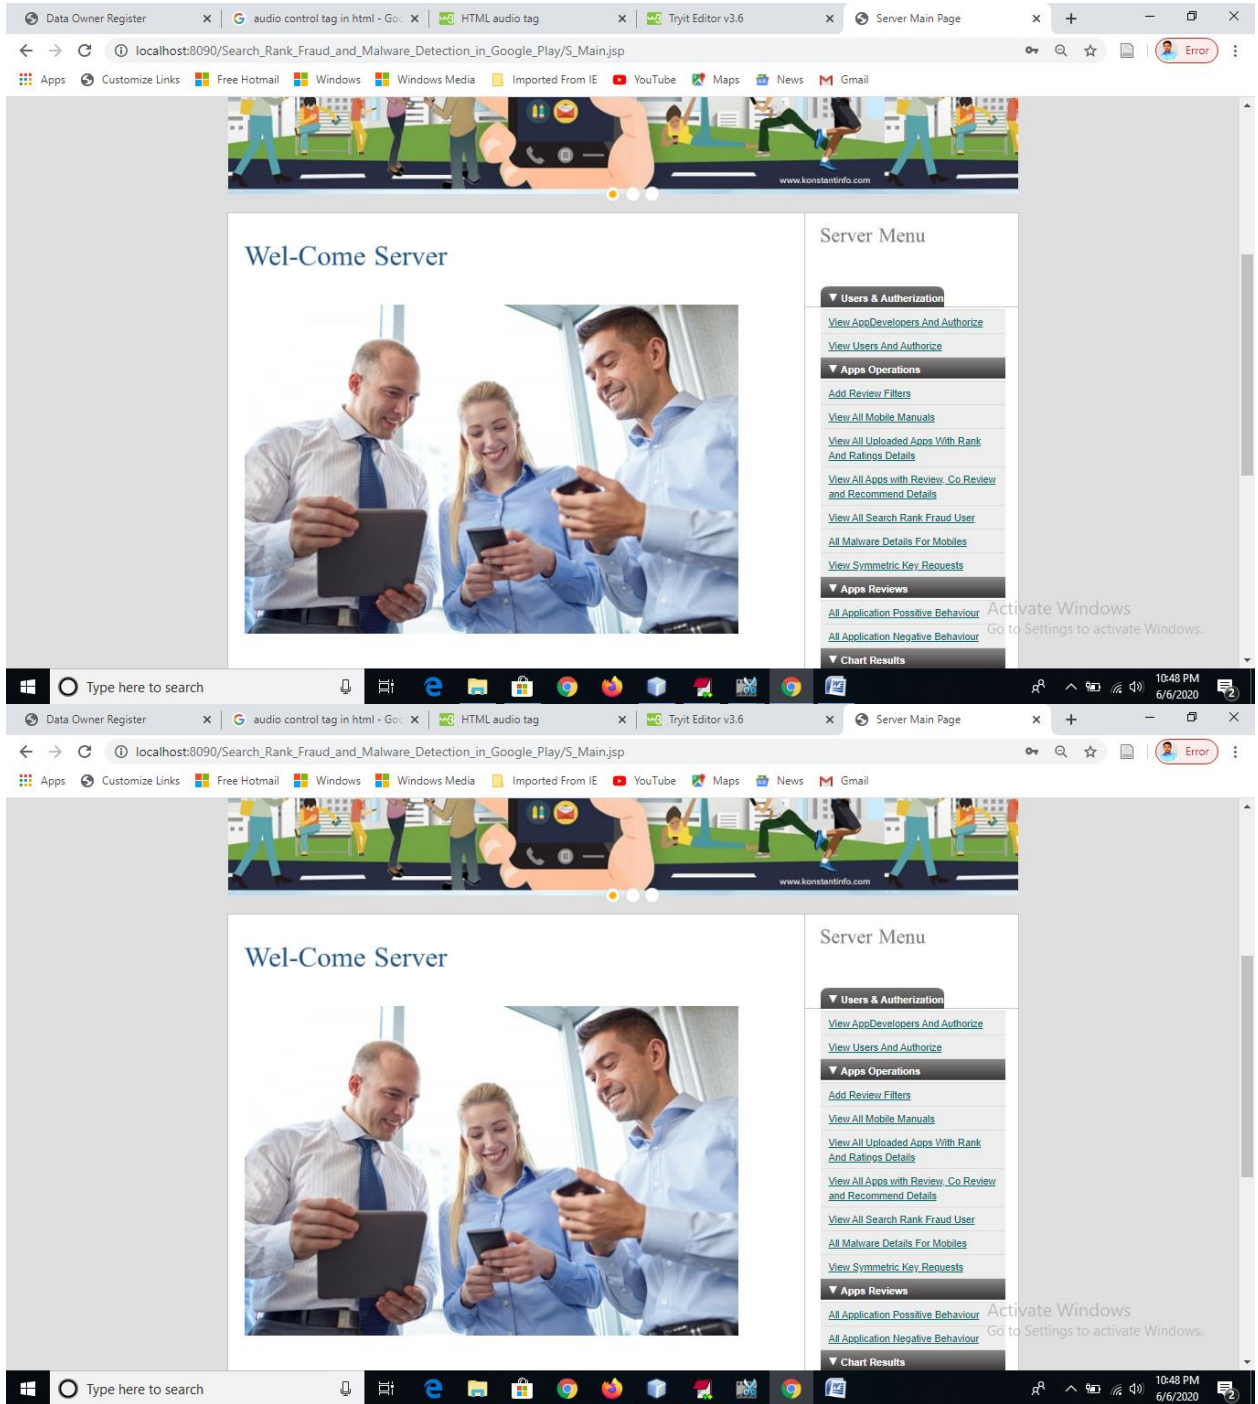 Data Owner Register
audio control tag in html - Goo
HTML audio tag
Tryit Editor v3.6
Server Main Page
localhost:8090/Search_Rank_Fraud_and_Malware_Detection_in_Google_Play/S_Main.jsp
Error
Apps Customize Links Free Hotmail Windows Windows Media Imported From IE YouTube Maps News Gmail
www.konstantinfo.com
Wel-Come Server
Server Menu
▼ Users & Autherization
View AppDevelopers And Authorize
View Users And Authorize
▼ Apps Operations
Add Review Filters
View All Mobile Manuals
View All Uploaded Apps With Rank
And Ratings Details
View All Apps with Review, Co Review
and Recommend Details
View All Search Rank Fraud User
All Malware Details For Mobiles
View Symmetric Key Requests
▼ Apps Reviews
All Application Possitive Behaviour
All Application Negative Behaviour
▼ Chart Results
Activate Windows
Go to Settings to activate Windows.
Type here to search
10:48 PM
6/6/2020
2
Data Owner Register
audio control tag in html - Goo
HTML audio tag
Tryit Editor v3.6
Server Main Page
localhost:8090/Search_Rank_Fraud_and_Malware_Detection_in_Google_Play/S_Main.jsp
Error
Apps Customize Links Free Hotmail Windows Windows Media Imported From IE YouTube Maps News Gmail
www.konstantinfo.com
Wel-Come Server
Server Menu
▼ Users & Autherization
View AppDevelopers And Authorize
View Users And Authorize
▼ Apps Operations
Add Review Filters
View All Mobile Manuals
View All Uploaded Apps With Rank
And Ratings Details
View All Apps with Review, Co Review
and Recommend Details
View All Search Rank Fraud User
All Malware Details For Mobiles
View Symmetric Key Requests
▼ Apps Reviews
All Application Possitive Behaviour
All Application Negative Behaviour
▼ Chart Results
Activate Windows
Go to Settings to activate Windows.
Type here to search
10:48 PM
6/6/2020
2